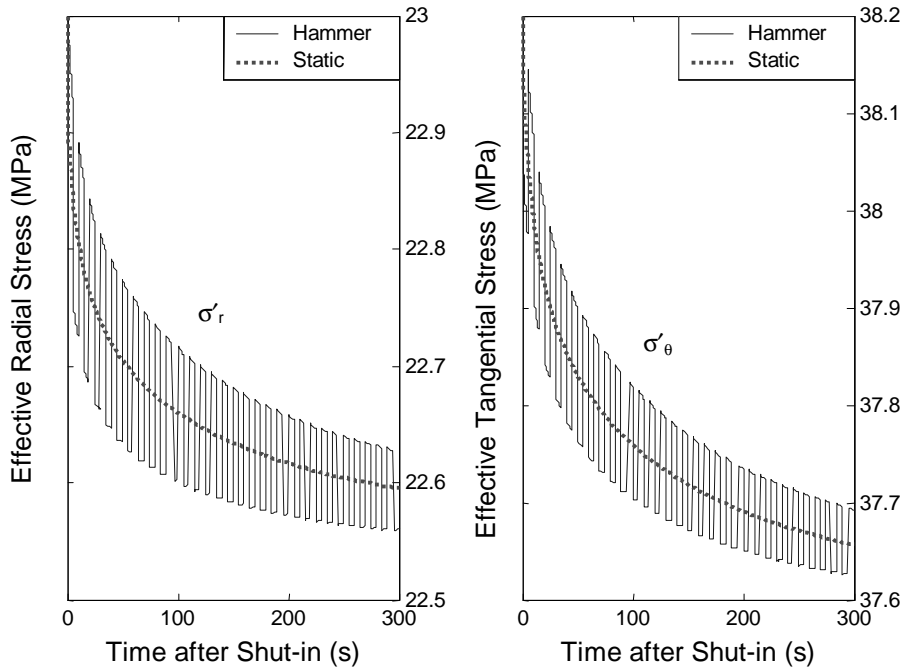 Effective Radial Stress (MPa)
Hammer
Static
σ′r
23
22.9
22.8
22.7
22.6
22.5
0
100
200
300
Time after Shut-in (s)
Effective Tangential Stress (MPa)
Hammer
Static
σ′θ
38.2
38.1
38
37.9
37.8
37.7
37.6
0
100
200
300
Time after Shut-in (s)